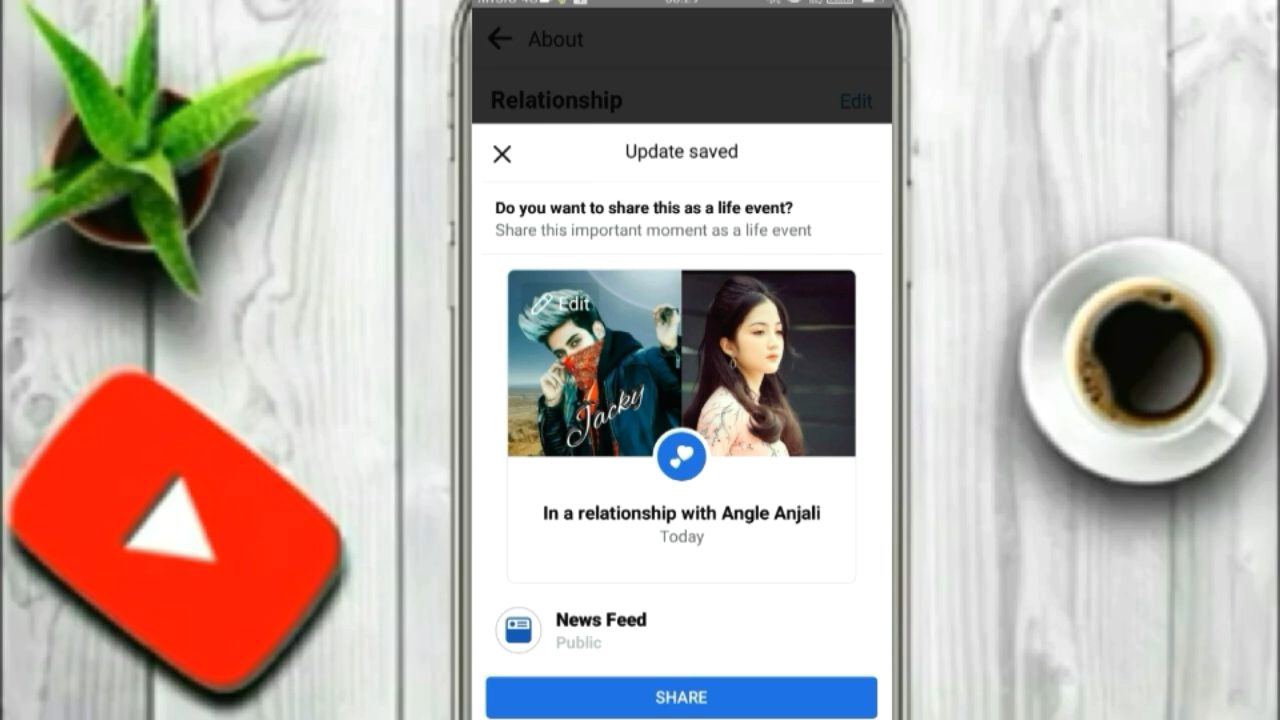 About
Relationship
Edit
Update saved
Do you want to share this as a life event?
Share this important moment as a life event
Edit
Jacky
In a relationship with Angle Anjali
Today
News Feed
Public
SHARE